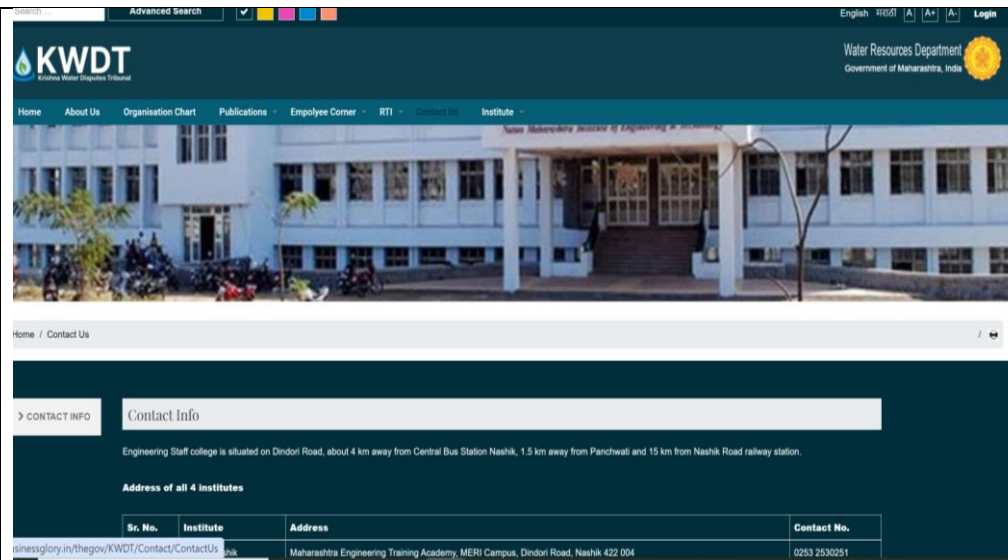 Search ...
Advanced Search
English मराठी A A+ A- Login
KWDT
Krishna Water Disputes Tribunal
Water Resources Department
Government of Maharashtra, India
Home About Us Organisation Chart Publications Empolyee Corner RTI Contact Us Institute
Home / Contact Us /
> CONTACT INFO
Contact Info
Engineering Staff college is situated on Dindori Road, about 4 km away from Central Bus Station Nashik, 1.5 km away from Panchwati and 15 km from Nashik Road railway station.
Address of all 4 institutes
Sr. No. Institute Address Contact No.
Maharashtra Engineering Training Academy, MERI Campus, Dindori Road, Nashik 422 004 0253 2530251
sinessglory.in/thegov/KWDT/Contact/ContactUs